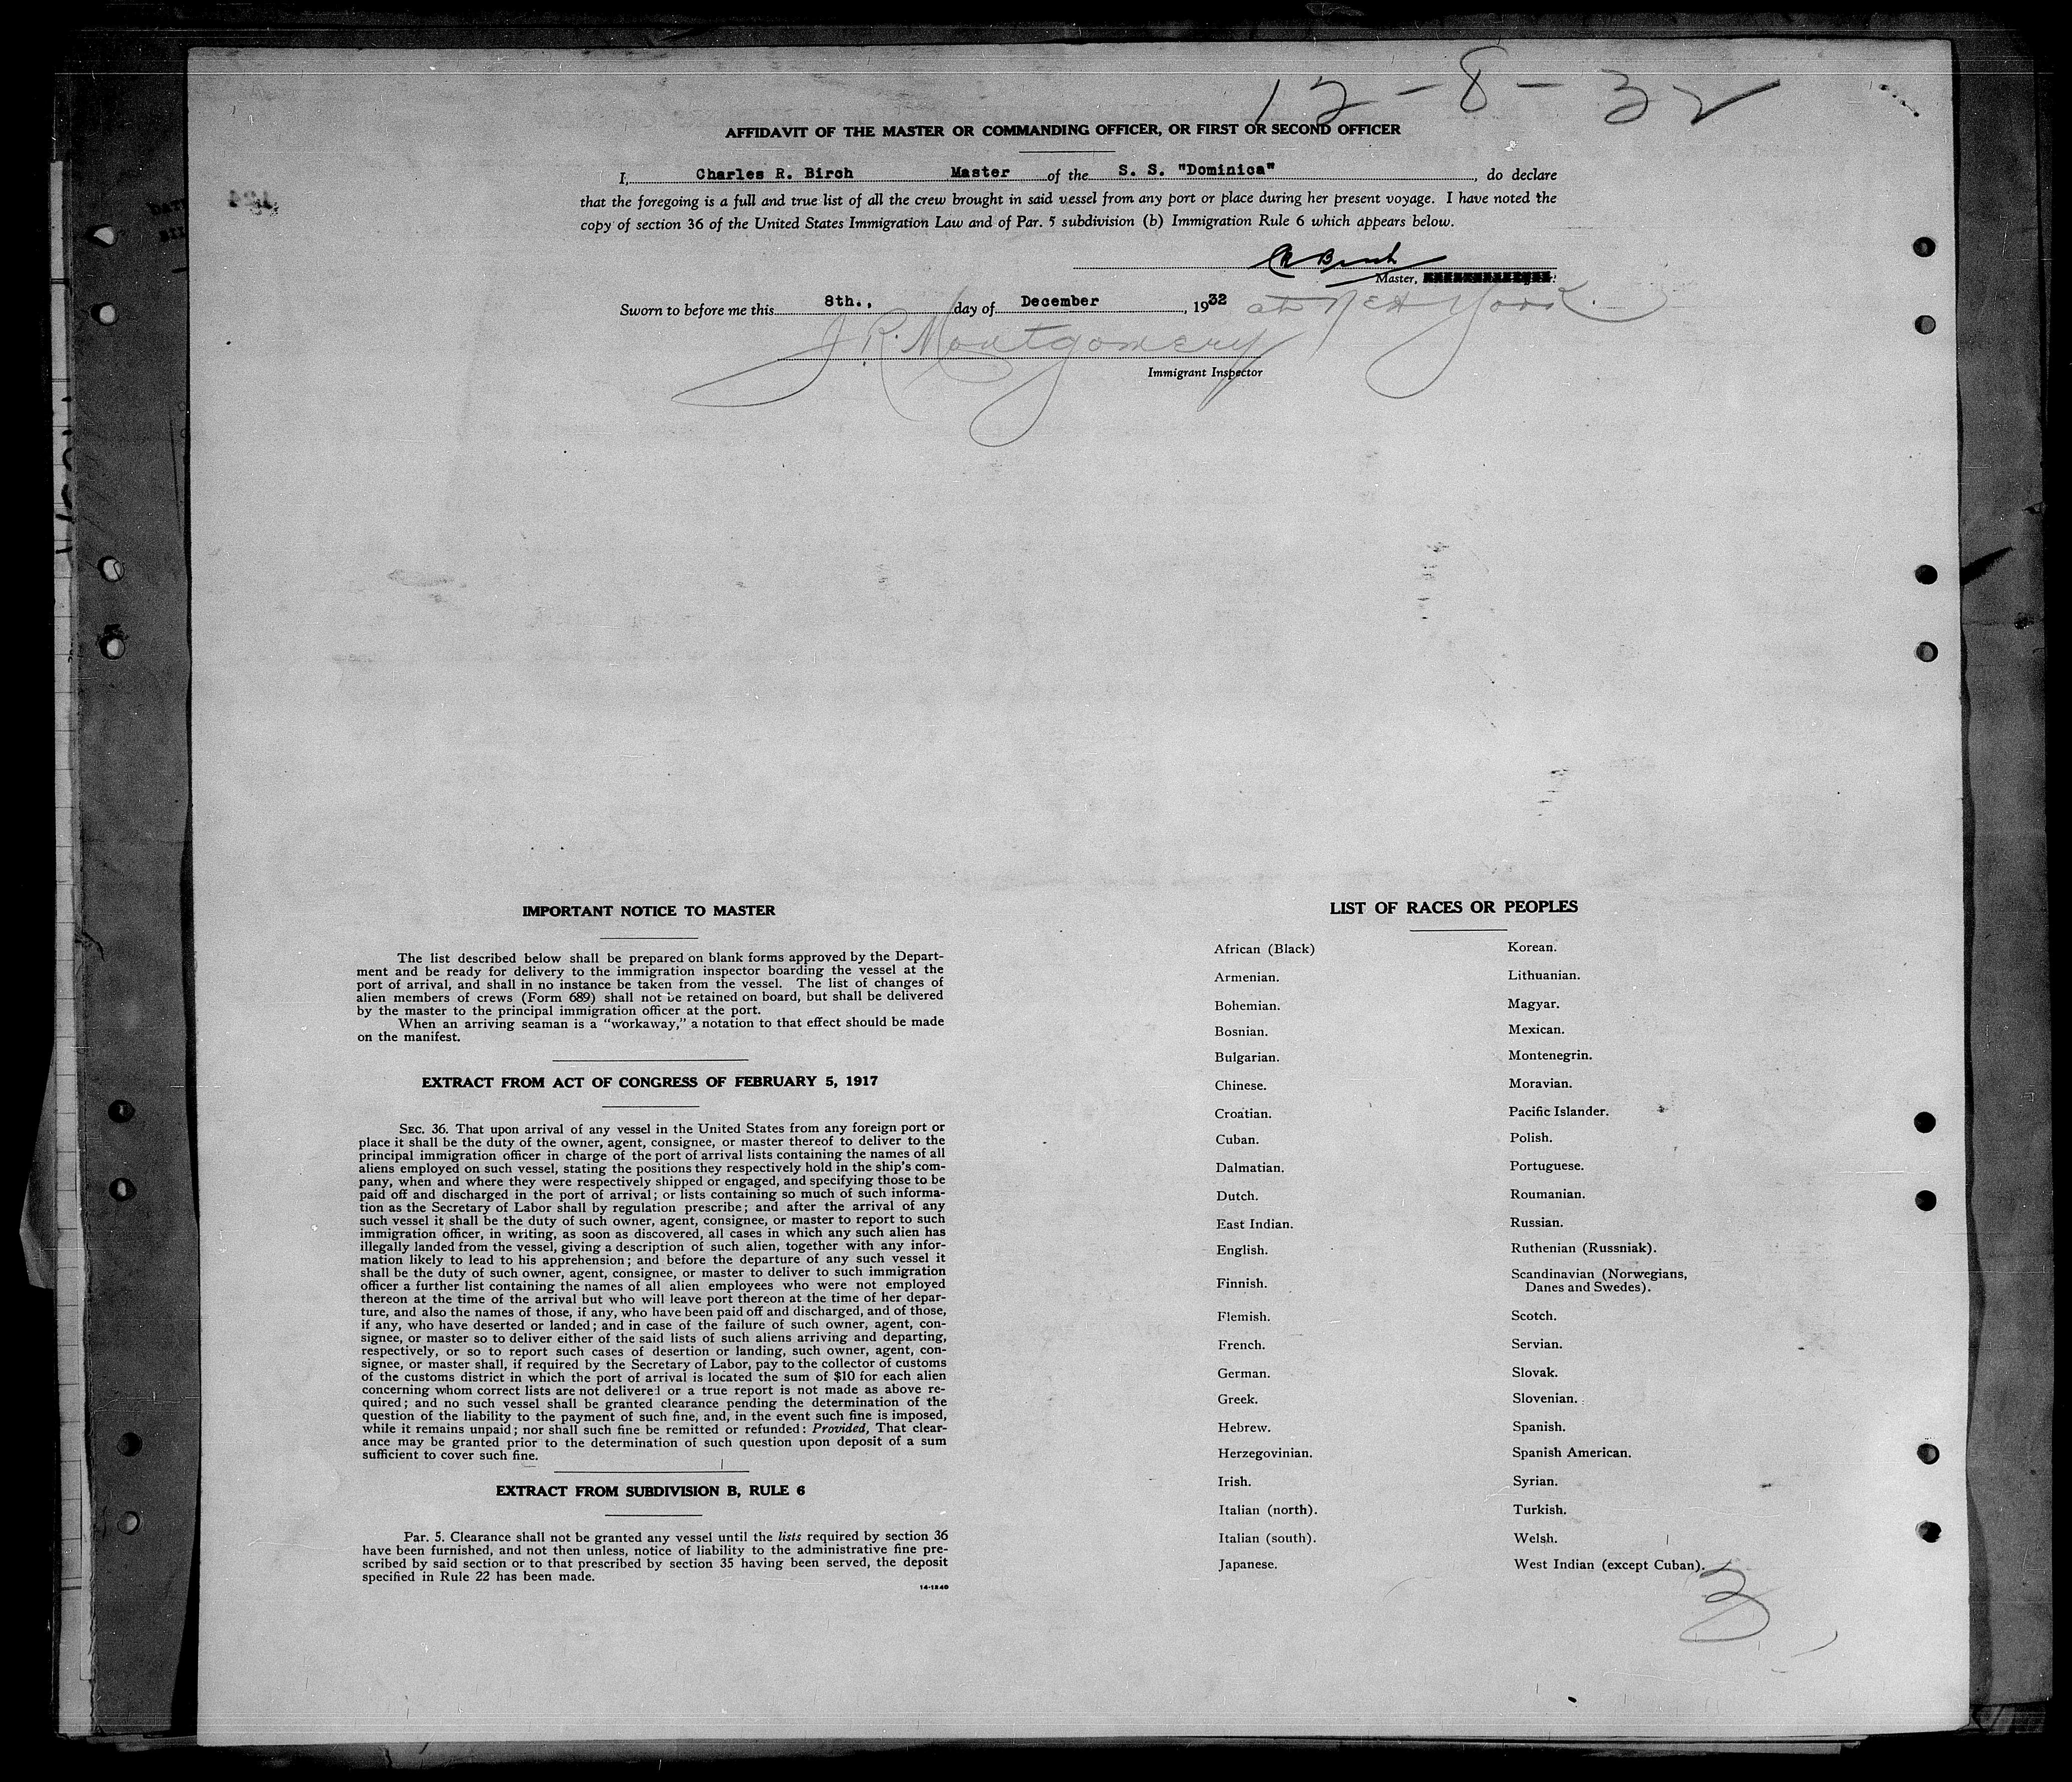 12-8-32
AFFIDAVIT OF THE MASTER OR COMMANDING OFFICER, OR FIRST OR SECOND OFFICER
I, Charles R. Birch Master of the S. S. "Dominica", do declare
that the foregoing is a full and true list of all the crew brought in said vessel from any port or place during her present voyage. I have noted the
copy of section 36 of the United States Immigration Law and of Par. 5 subdivision (b) Immigration Rule 6 which appears below.
CR Birch
Master,
Sworn to before me this 8th., day of December, 1932 at New York.
J R. Montgomery
Immigrant Inspector
IMPORTANT NOTICE TO MASTER
The list described below shall be prepared on blank forms approved by the Depart-
ment and be ready for delivery to the immigration inspector boarding the vessel at the
port of arrival, and shall in no instance be taken from the vessel. The list of changes of
alien members of crews (Form 689) shall not be retained on board, but shall be delivered
by the master to the principal immigration officer at the port.
When an arriving seaman is a "workaway," a notation to that effect should be made
on the manifest.
EXTRACT FROM ACT OF CONGRESS OF FEBRUARY 5, 1917
SEC. 36. That upon arrival of any vessel in the United States from any foreign port or
place it shall be the duty of the owner, agent, consignee, or master thereof to deliver to the
principal immigration officer in charge of the port of arrival lists containing the names of all
aliens employed on such vessel, stating the positions they respectively hold in the ship's com-
pany, when and where they were respectively shipped or engaged, and specifying those to be
paid off and discharged in the port of arrival; or lists containing so much of such informa-
tion as the Secretary of Labor shall by regulation prescribe; and after the arrival of any
such vessel it shall be the duty of such owner, agent, consignee, or master to report to such
immigration officer, in writing, as soon as discovered, all cases in which any such alien has
illegally landed from the vessel, giving a description of such alien, together with any infor-
mation likely to lead to his apprehension; and before the departure of any such vessel it
shall be the duty of such owner, agent, consignee, or master to deliver to such immigration
officer a further list containing the names of all alien employees who were not employed
thereon at the time of the arrival but who will leave port thereon at the time of her depar-
ture, and also the names of those, if any, who have been paid off and discharged, and of those,
if any, who have deserted or landed; and in case of the failure of such owner, agent, con-
signee, or master so to deliver either of the said lists of such aliens arriving and departing,
respectively, or so to report such cases of desertion or landing, such owner, agent, con-
signee, or master shall, if required by the Secretary of Labor, pay to the collector of customs
of the customs district in which the port of arrival is located the sum of $10 for each alien
concerning whom correct lists are not delivered or a true report is not made as above re-
quired; and no such vessel shall be granted clearance pending the determination of the
question of the liability to the payment of such fine, and, in the event such fine is imposed,
while it remains unpaid; nor shall such fine be remitted or refunded: Provided, That clear-
ance may be granted prior to the determination of such question upon deposit of a sum
sufficient to cover such fine.
EXTRACT FROM SUBDIVISION B, RULE 6
Par. 5. Clearance shall not be granted any vessel until the lists required by section 36
have been furnished, and not then unless, notice of liability to the administrative fine pre-
scribed by said section or to that prescribed by section 35 having been served, the deposit
specified in Rule 22 has been made.
14-1240
LIST OF RACES OR PEOPLES
African (Black)
Armenian.
Bohemian.
Bosnian.
Bulgarian.
Chinese.
Croatian.
Cuban.
Dalmatian.
Dutch.
East Indian.
English.
Finnish.
Flemish.
French.
German.
Greek.
Hebrew.
Herzegovinian.
Irish.
Italian (north).
Italian (south).
Japanese.
Korean.
Lithuanian.
Magyar.
Mexican.
Montenegrin.
Moravian.
Pacific Islander.
Polish.
Portuguese.
Roumanian.
Russian.
Ruthenian (Russniak).
Scandinavian (Norwegians,
Danes and Swedes).
Scotch.
Servian.
Slovak.
Slovenian.
Spanish.
Spanish American.
Syrian.
Turkish.
Welsh.
West Indian (except Cuban).
3